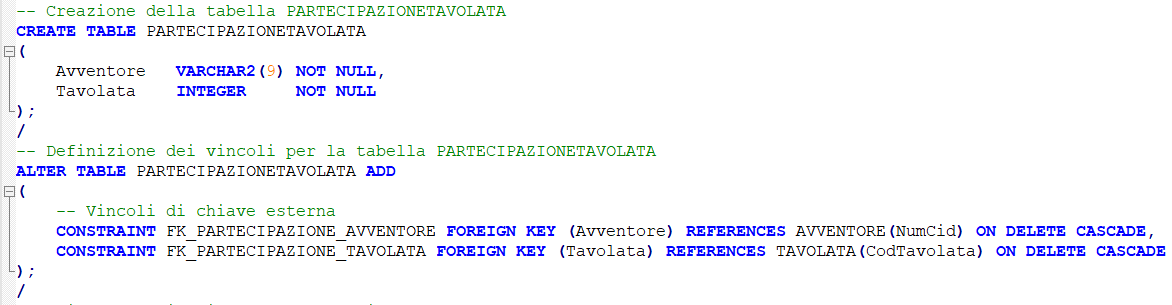 -- Creazione della tabella PARTECIPAZIONETAVOLATA
CREATE TABLE PARTECIPAZIONETAVOLATA
(
    Avventore   VARCHAR2(9) NOT NULL,
    Tavolata    INTEGER     NOT NULL
);
/
-- Definizione dei vincoli per la tabella PARTECIPAZIONETAVOLATA
ALTER TABLE PARTECIPAZIONETAVOLATA ADD
(
    -- Vincoli di chiave esterna
    CONSTRAINT FK_PARTECIPAZIONE_AVVENTORE FOREIGN KEY (Avventore) REFERENCES AVVENTORE(NumCid) ON DELETE CASCADE,
    CONSTRAINT FK_PARTECIPAZIONE_TAVOLATA FOREIGN KEY (Tavolata) REFERENCES TAVOLATA(CodTavolata) ON DELETE CASCADE
);
/